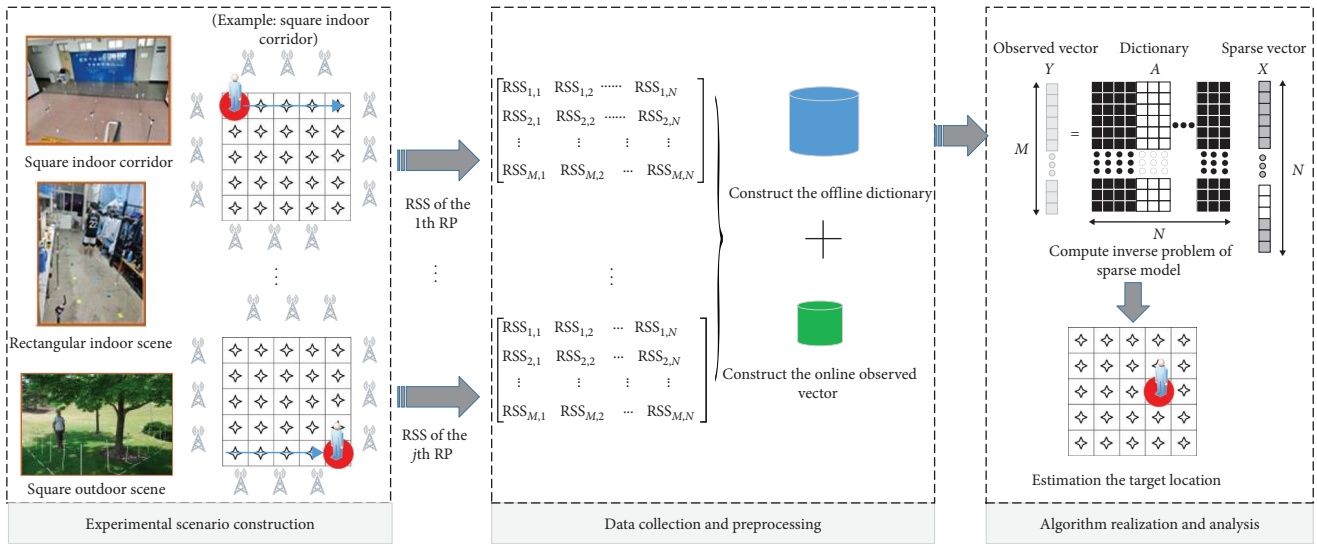 (Example: square indoor
corridor)
Square indoor corridor
Rectangular indoor scene
Square outdoor scene
⋮
Experimental scenario construction
RSS of the
1th RP
⋮
RSS of the
jth RP
RSS1,1 RSS1,2 ······ RSS1,N
RSS2,1 RSS2,2 ······ RSS2,N
⋮ ⋮ ⋱ ⋮
RSSM,1 RSSM,2 ··· RSSM,N
⋮
RSS1,1 RSS1,2 ··· RSS1,N
RSS2,1 RSS2,2 ··· RSS2,N
⋮ ⋮ ⋮ ⋮
RSSM,1 RSSM,2 ··· RSSM,N
Construct the offline dictionary
+
Construct the online observed
vector
Data collection and preprocessing
Observed vector Dictionary Sparse vector
Y A X
M = N
N
Compute inverse problem of
sparse model
Estimation the target location
Algorithm realization and analysis